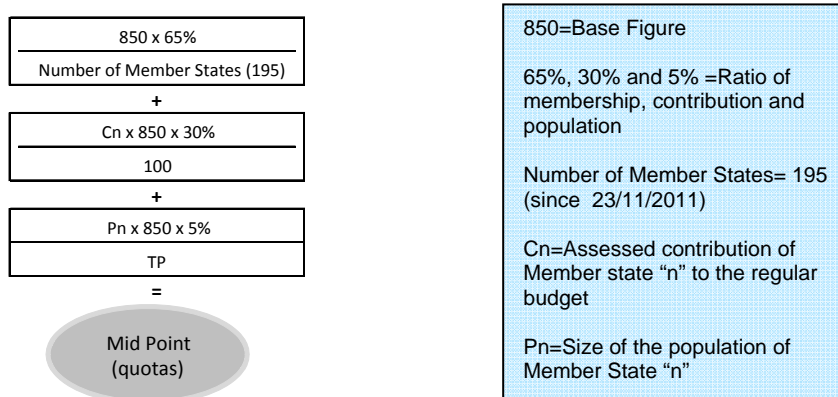 850 x 65%
Number of Member States (195)
+
Cn x 850 x 30%
100
+
Pn x 850 x 5%
TP
=
Mid Point
(quotas)
850=Base Figure
65%, 30% and 5% =Ratio of
membership, contribution and
population
Number of Member States= 195
(since 23/11/2011)
Cn=Assessed contribution of
Member state “n” to the regular
budget
Pn=Size of the population of
Member State “n”